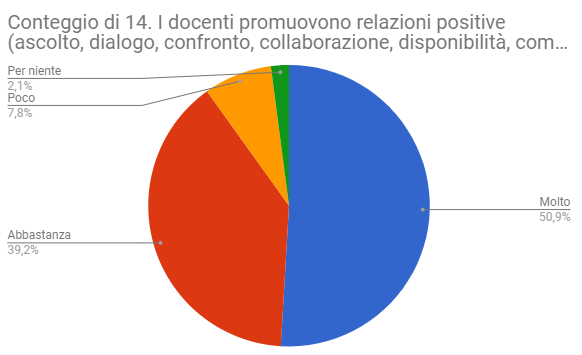 Conteggio di 14. I docenti promuovono relazioni positive
(ascolto, dialogo, confronto, collaborazione, disponibilità, com…
Per niente
2,1%
Poco
7,8%
Molto
50,9%
Abbastanza
39,2%